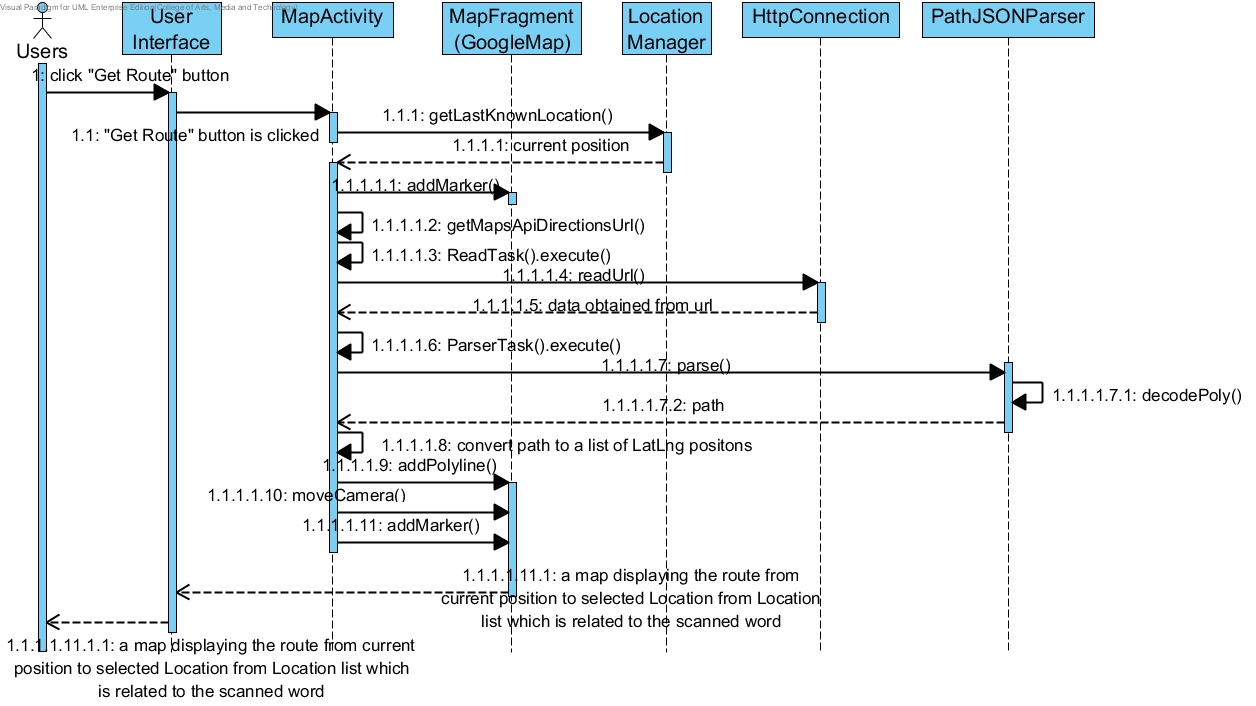 Visual Paradigm for UML Enterprise Edition(College of Arts, Media and Technology)
Users
User
Interface
MapActivity
MapFragment
(GoogleMap)
Location
Manager
HttpConnection
PathJSONParser
1: click "Get Route" button
1.1: "Get Route" button is clicked
1.1.1: getLastKnownLocation()
1.1.1.1: current position
1.1.1.1.1: addMarker()
1.1.1.1.2: getMapsApiDirectionsUrl()
1.1.1.1.3: ReadTask().execute()
1.1.1.1.4: readUrl()
1.1.1.1.5: data obtained from url
1.1.1.1.6: ParserTask().execute()
1.1.1.1.7: parse()
1.1.1.1.7.1: decodePoly()
1.1.1.1.7.2: path
1.1.1.1.8: convert path to a list of LatLng positons
1.1.1.1.9: addPolyline()
1.1.1.1.10: moveCamera()
1.1.1.1.11: addMarker()
1.1.1.1.11.1: a map displaying the route from
current position to selected Location from Location
list which is related to the scanned word
1.1.1.1.11.1.1: a map displaying the route from current
position to selected Location from Location list which
is related to the scanned word